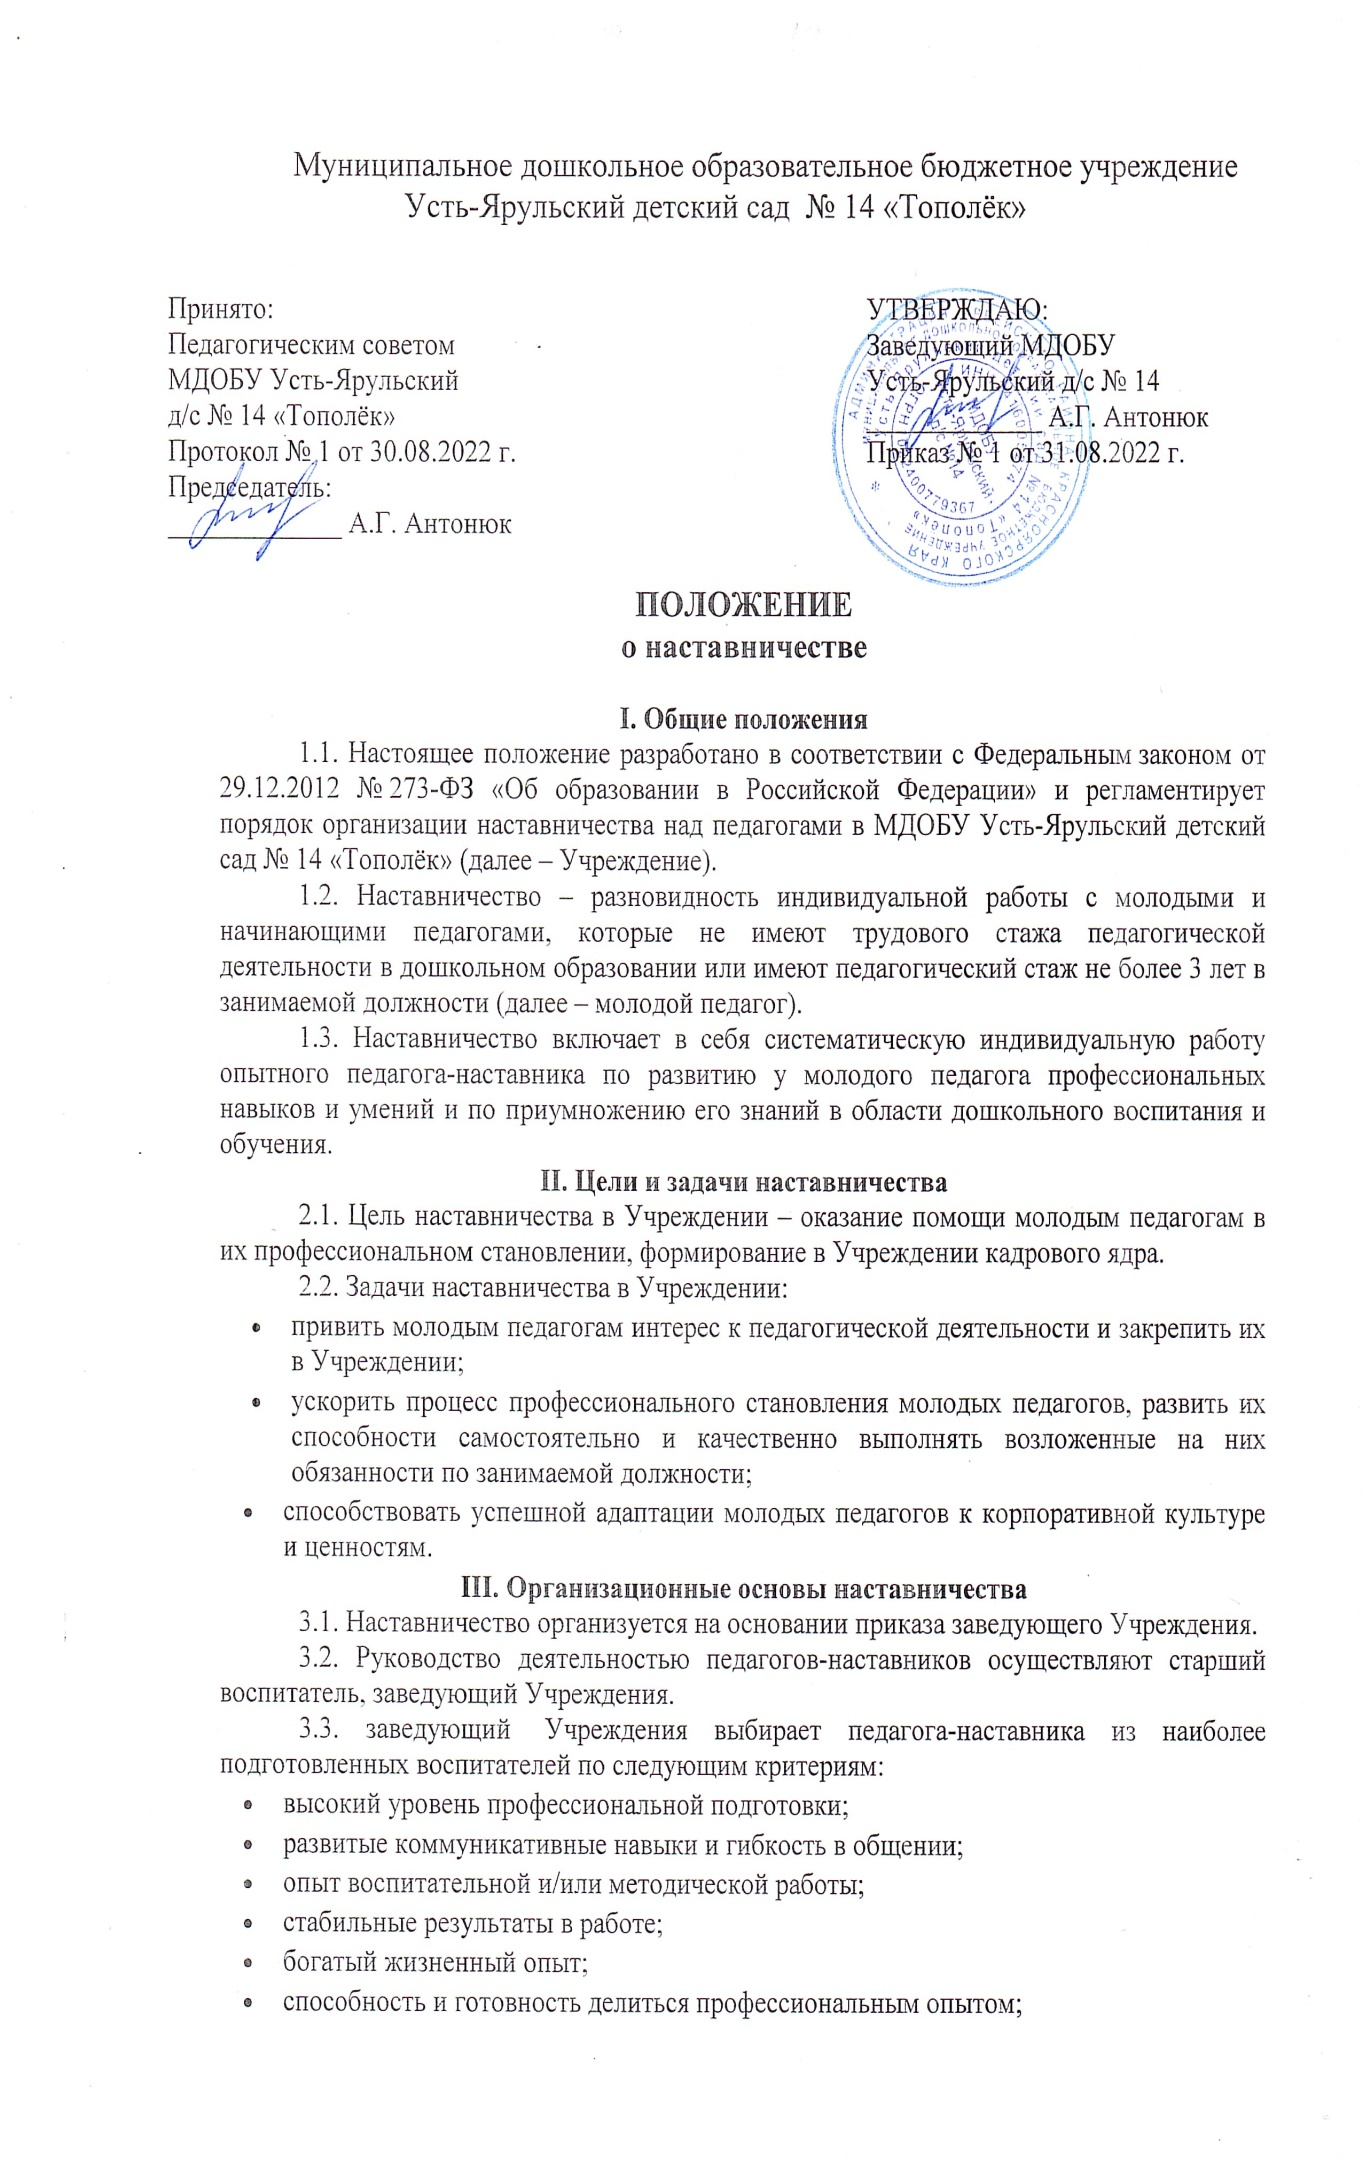 Муниципальное дошкольное образовательное бюджетное учреждение
Усть-Ярульский детский сад № 14 «Тополёк»
Принято:
Педагогическим советом
МДОБУ Усть-Ярульский
д/с № 14 «Тополёк»
Протокол № 1 от 30.08.2022 г.
Председатель:
____________ А.Г. Антонюк
УТВЕРЖДАЮ:
Заведующий МДОБУ
Усть-Ярульский д/с № 14
____________ А.Г. Антонюк
Приказ № 1 от 31.08.2022 г.
ПОЛОЖЕНИЕ
о наставничестве
I. Общие положения
1.1. Настоящее положение разработано в соответствии с Федеральным законом от
29.12.2012 № 273-ФЗ «Об образовании в Российской Федерации» и регламентирует
порядок организации наставничества над педагогами в МДОБУ Усть-Ярульский детский
сад № 14 «Тополёк» (далее – Учреждение).
1.2. Наставничество – разновидность индивидуальной работы с молодыми и
начинающими педагогами, которые не имеют трудового стажа педагогической
деятельности в дошкольном образовании или имеют педагогический стаж не более 3 лет в
занимаемой должности (далее – молодой педагог).
1.3. Наставничество включает в себя систематическую индивидуальную работу
опытного педагога-наставника по развитию у молодого педагога профессиональных
навыков и умений и по приумножению его знаний в области дошкольного воспитания и
обучения.
II. Цели и задачи наставничества
2.1. Цель наставничества в Учреждении – оказание помощи молодым педагогам в
их профессиональном становлении, формирование в Учреждении кадрового ядра.
2.2. Задачи наставничества в Учреждении:
• привить молодым педагогам интерес к педагогической деятельности и закрепить их
в Учреждении;
• ускорить процесс профессионального становления молодых педагогов, развить их
способности самостоятельно и качественно выполнять возложенные на них
обязанности по занимаемой должности;
• способствовать успешной адаптации молодых педагогов к корпоративной культуре
и ценностям.
III. Организационные основы наставничества
3.1. Наставничество организуется на основании приказа заведующего Учреждения.
3.2. Руководство деятельностью педагогов-наставников осуществляют старший
воспитатель, заведующий Учреждения.
3.3. заведующий Учреждения выбирает педагога-наставника из наиболее
подготовленных воспитателей по следующим критериям:
• высокий уровень профессиональной подготовки;
• развитые коммуникативные навыки и гибкость в общении;
• опыт воспитательной и/или методической работы;
• стабильные результаты в работе;
• богатый жизненный опыт;
• способность и готовность делиться профессиональным опытом;